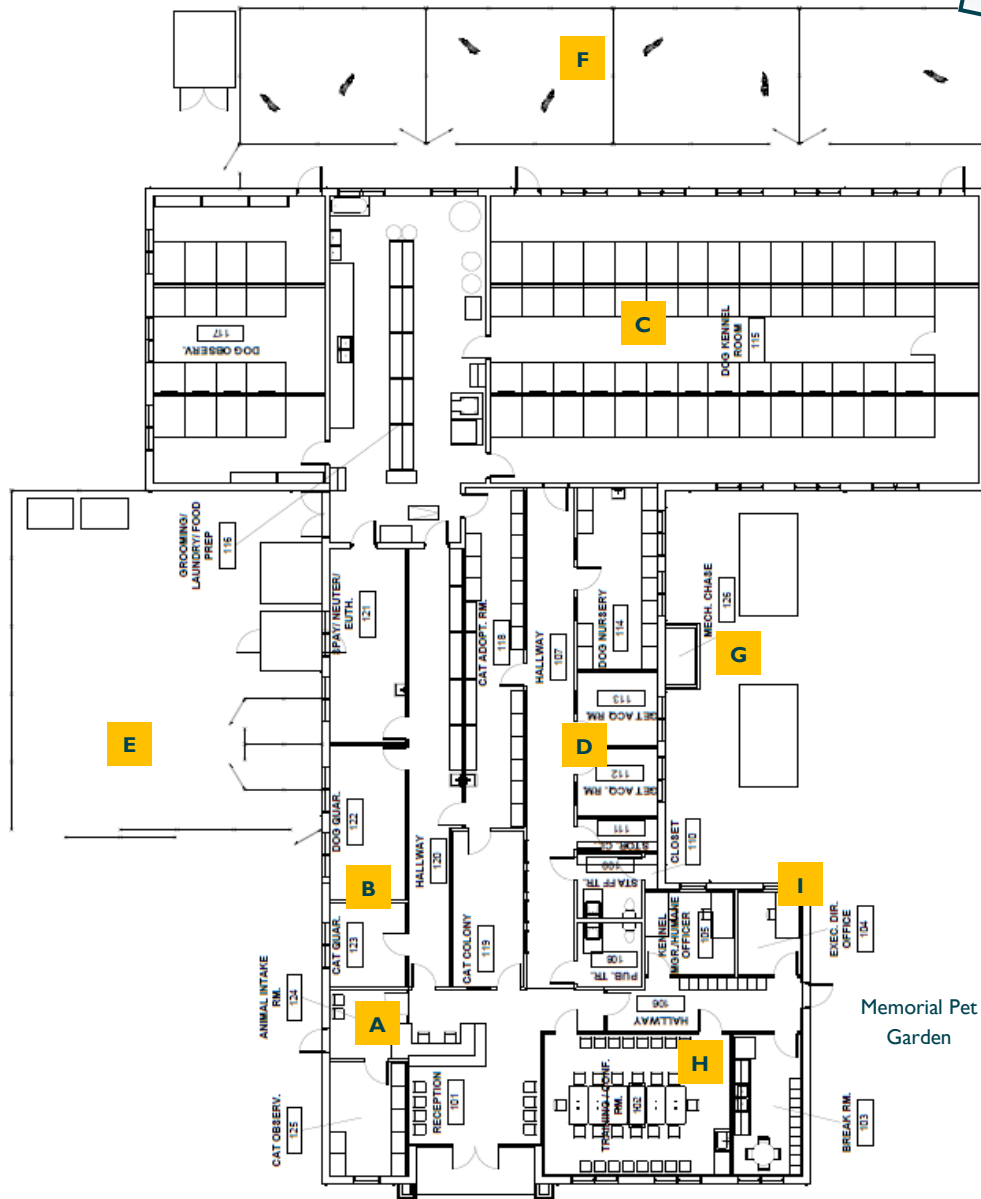 F
C
DOG OBSERV.
117
DOG KENNEL
ROOM
115
GROOMING/
LAUNDRY/ FOOD
PREP
116
SPAY/ NEUTER/
EUTH.
121
CAT ADOPT. RM.
118
HALLWAY
107
DOG NURSERY
114
MECH. CHASE
126
G
GET ACQ RM.
113
D
GET ACQ. RM.
112
E
STOR. CL.
111
CLOSET
110
DOG QUAR.
122
HALLWAY
120
STAFF TR.
109
B
I
CAT QUAR.
123
CAT COLONY
119
KENNEL
MGR./HUMANE
OFFICER
105
EXEC. DIR.
OFFICE
104
PUB. TR.
108
ANIMAL INTAKE
RM.
124
A
HALLWAY
106
Memorial Pet
Garden
H
CAT OBSERV.
125
RECEPTION
101
TRAINING / CONF.
RM.
102
BREAK RM.
103